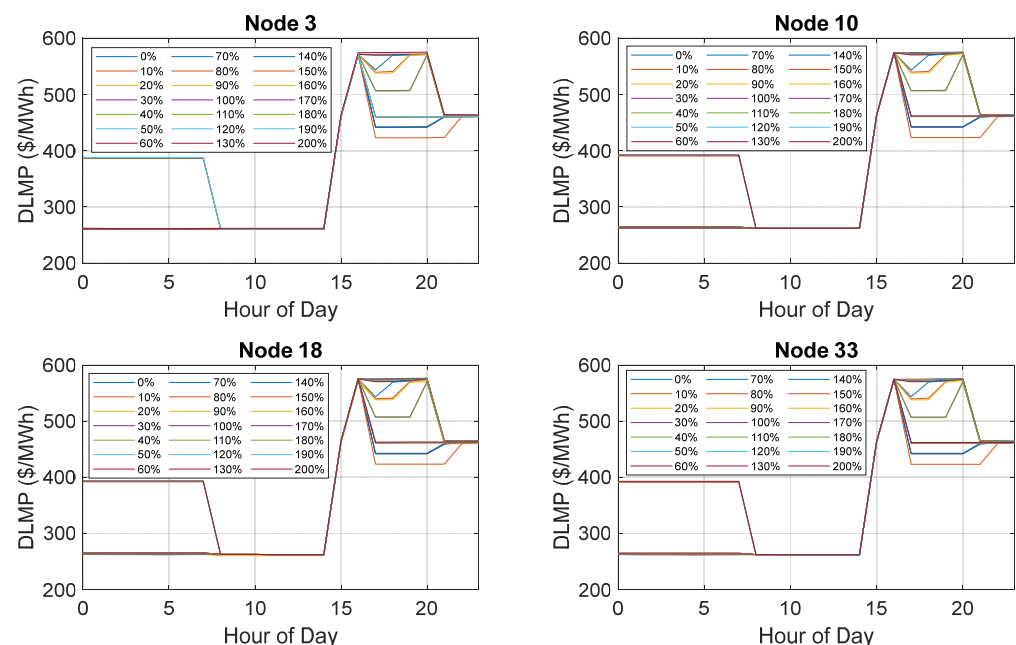 Node 3
600
500
400
300
200
DLMP ($/MWh)
0% 70% 140%
10% 80% 150%
20% 90% 160%
30% 100% 170%
40% 110% 180%
50% 120% 190%
60% 130% 200%
0 5 10 15 20
Hour of Day
Node 10
600
500
400
300
200
DLMP ($/MWh)
0% 70% 140%
10% 80% 150%
20% 90% 160%
30% 100% 170%
40% 110% 180%
50% 120% 190%
60% 130% 200%
0 5 10 15 20
Hour of Day
Node 18
600
500
400
300
200
DLMP ($/MWh)
0% 70% 140%
10% 80% 150%
20% 90% 160%
30% 100% 170%
40% 110% 180%
50% 120% 190%
60% 130% 200%
0 5 10 15 20
Hour of Day
Node 33
600
500
400
300
200
DLMP ($/MWh)
0% 70% 140%
10% 80% 150%
20% 90% 160%
30% 100% 170%
40% 110% 180%
50% 120% 190%
60% 130% 200%
0 5 10 15 20
Hour of Day